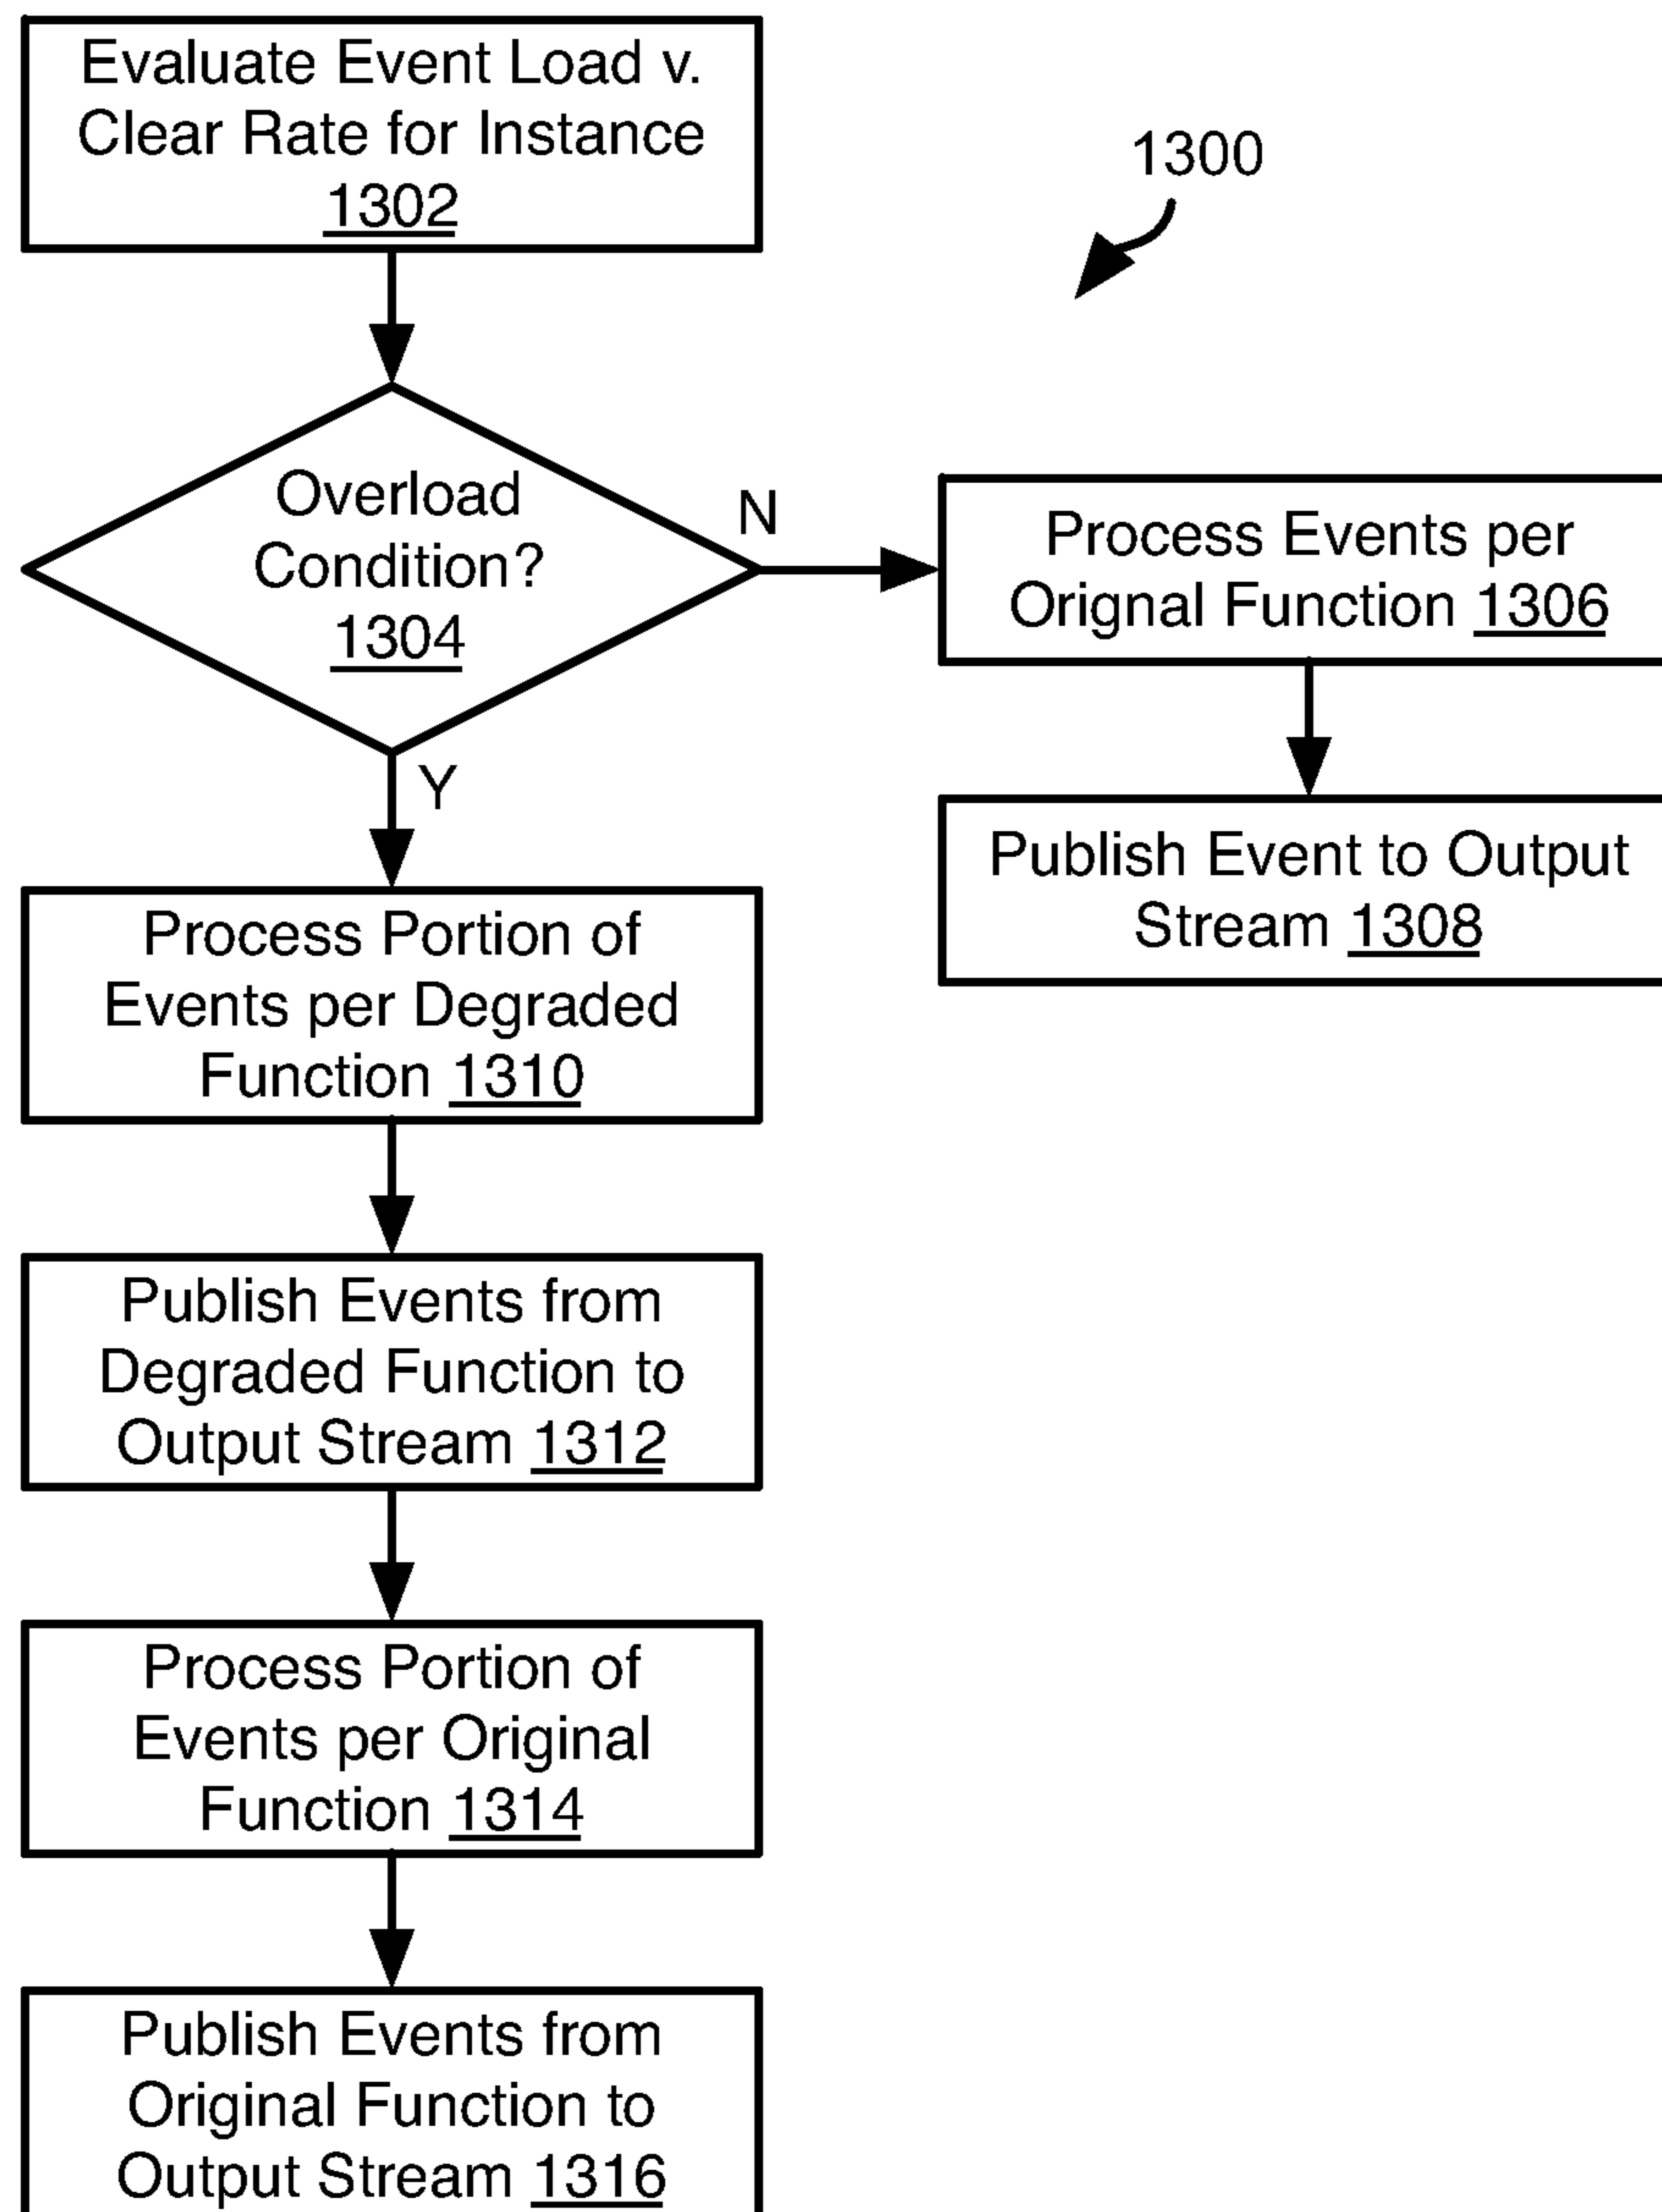 Evaluate Event Load v.
Clear Rate for Instance
1302
1300
Overload
Condition?
1304
N
Y
Process Events per
Orignal Function 1306
Publish Event to Output
Stream 1308
Process Portion of
Events per Degraded
Function 1310
Publish Events from
Degraded Function to
Output Stream 1312
Process Portion of
Events per Original
Function 1314
Publish Events from
Original Function to
Output Stream 1316